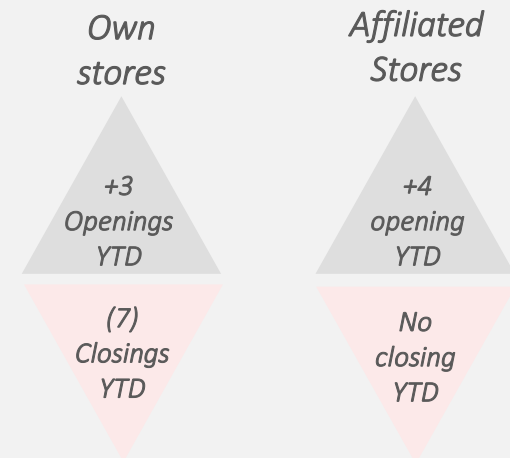 Own
stores
+3
Openings
YTD
(7)
Closings
YTD
Affiliated
Stores
+4
opening
YTD
No
closing
YTD